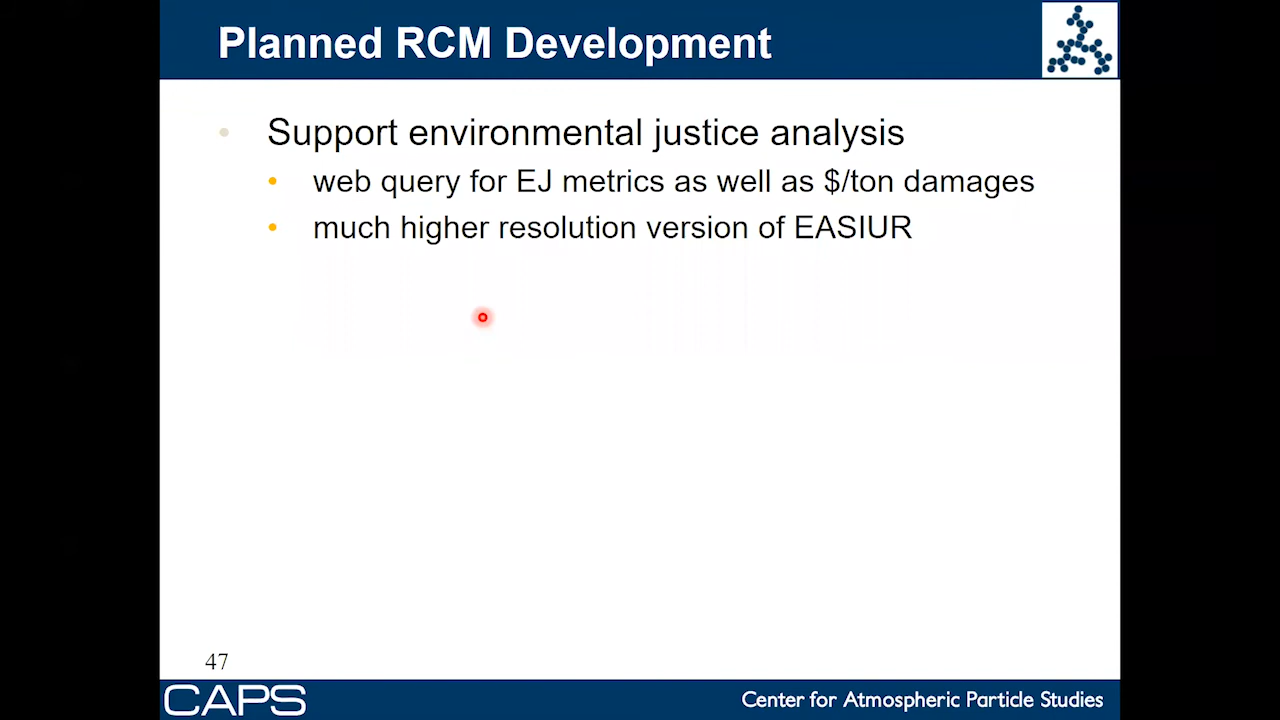 Planned RCM Development
Support environmental justice analysis
web query for EJ metrics as well as $/ton damages
much higher resolution version of EASIUR
47
CAPS
Center for Atmospheric Particle Studies